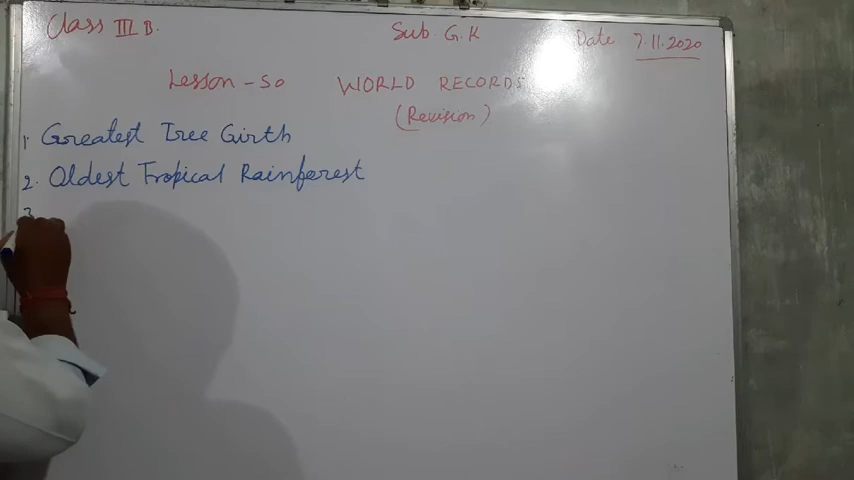 Class III B. Sub G.K Date 7.11.2020
Lesson - 50 WORLD RECORDS
(Revision)
1 Greatest Tree Girth
2. Oldest Tropical Rainforest
3